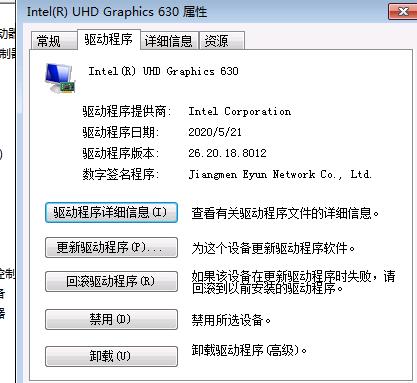 Intel(R) UHD Graphics 630 属性
常规
驱动程序
详细信息
资源
Intel(R) UHD Graphics 630
驱动程序提供商: Intel Corporation
驱动程序日期: 2020/5/21
驱动程序版本: 26.20.18.8012
数字签名程序: Jiangmen Eyun Network Co., Ltd.
驱动程序详细信息(I)
查看有关驱动程序文件的详细信息。
更新驱动程序(P)...
为这个设备更新驱动程序软件。
回滚驱动程序(R)
如果该设备在更新驱动程序时失败,请
回滚到以前安装的驱动程序。
禁用(D)
禁用所选设备。
卸载(U)
卸载驱动程序(高级)。
动器
制器
)
控制
备
器